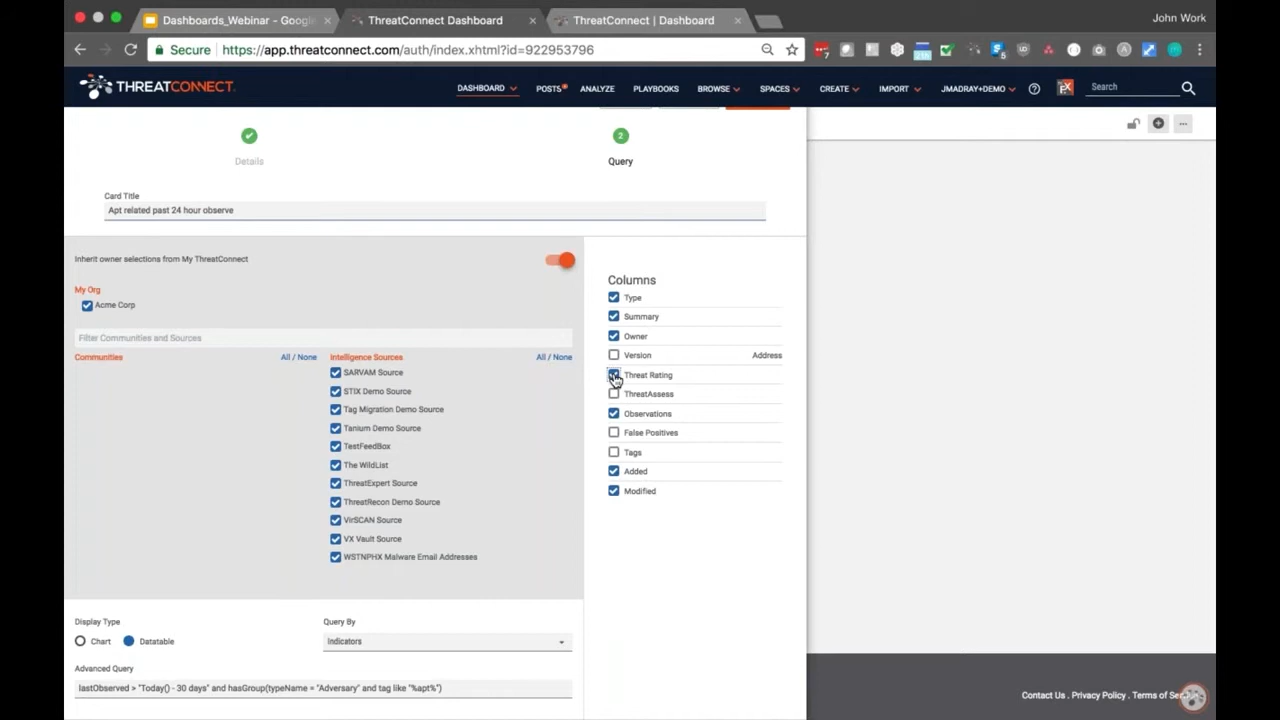 Dashboards_Webinar - Google
ThreatConnect Dashboard
ThreatConnect | Dashboard
John Work
Secure
https://app.threatconnect.com/auth/index.xhtml?id=922953796
THREATCONNECT
DASHBOARD
POSTS
ANALYZE
PLAYBOOKS
BROWSE
SPACES
CREATE
IMPORT
JMADRAY+DEMO
Search
Details
2
Query
Card Title
Apt related past 24 hour observe
Inherit owner selections from My ThreatConnect
My Org
Acme Corp
Filter Communities and Sources
Communities
All / None
Intelligence Sources
All / None
SARVAM Source
STIX Demo Source
Tag Migration Demo Source
Tanium Demo Source
TestFeedBox
The WildList
ThreatExpert Source
ThreatRecon Demo Source
VirSCAN Source
VX Vault Source
WSTNPHX Malware Email Addresses
Columns
Type
Summary
Owner
Version Address
Threat Rating
ThreatAssess
Observations
False Positives
Tags
Added
Modified
Display Type
Chart
Datatable
Query By
Indicators
Advanced Query
lastObserved > "Today() - 30 days" and hasGroup(typeName = "Adversary" and tag like "%apt%")
Contact Us . Privacy Policy . Terms of